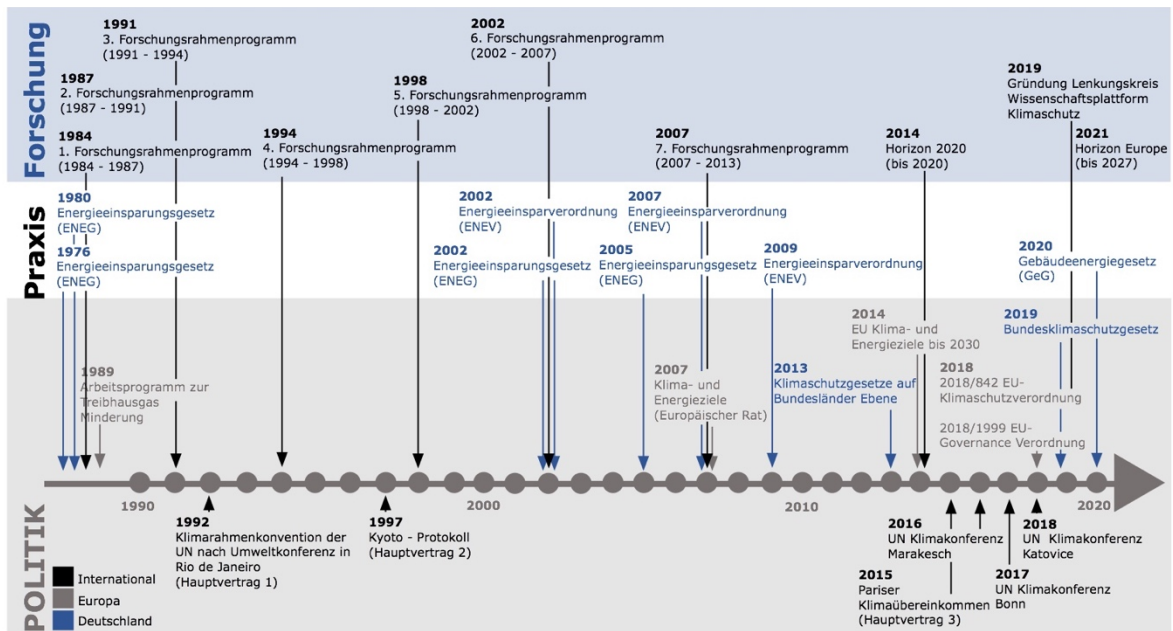 Forschung
1991
3. Forschungsrahmenprogramm
(1991 - 1994)
2002
6. Forschungsrahmenprogramm
(2002 - 2007)
1987
2. Forschungsrahmenprogramm
(1987 - 1991)
1998
5. Forschungsrahmenprogramm
(1998 - 2002)
2019
Gründung Lenkungskreis
Wissenschaftsplattform
Klimaschutz
1984
1. Forschungsrahmenprogramm
(1984 - 1987)
1994
4. Forschungsrahmenprogramm
(1994 - 1998)
2007
7. Forschungsrahmenprogramm
(2007 - 2013)
2014
Horizon 2020
(bis 2020)
2021
Horizon Europe
(bis 2027)
Praxis
1980
Energieeinsparungsgesetz
(ENEG)
2002
Energieeinsparverordnung
(ENEV)
2007
Energieeinsparverordnung
(ENEV)
1976
Energieeinsparungsgesetz
(ENEG)
2002
Energieeinsparungsgesetz
(ENEG)
2005
Energieeinsparungsgesetz
(ENEG)
2009
Energieeinsparverordnung
(ENEV)
2020
Gebäudeenergiegesetz
(GeG)
POLITIK
2014
EU Klima- und
Energieziele bis 2030
2019
Bundesklimaschutzgesetz
1989
Arbeitsprogramm zur
Treibhausgas
Minderung
2007
Klima- und
Energieziele
(Europäischer Rat)
2013
Klimaschutzgesetze auf
Bundesländer Ebene
2018
2018/842 EU-
Klimaschutzverordnung
2018/1999 EU-
Governance Verordnung
1990
2000
2010
2020
1992
Klimarahmenkonvention der
UN nach Umweltkonferenz in
Rio de Janeiro
(Hauptvertrag 1)
1997
Kyoto - Protokoll
(Hauptvertrag 2)
2016
UN Klimakonferenz
Marakesch
2018
UN Klimakonferenz
Katovice
2015
Pariser
Klimaübereinkommen
(Hauptvertrag 3)
2017
UN Klimakonferenz
Bonn
International
Europa
Deutschland